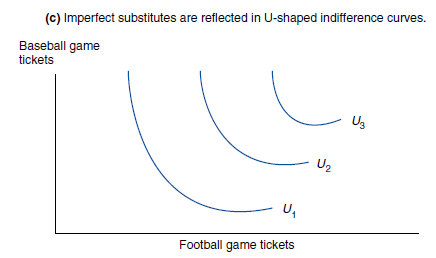 (c) Imperfect substitutes are reflected in U-shaped indifference curves.
Baseball game
tickets
U3
U2
U1
Football game tickets